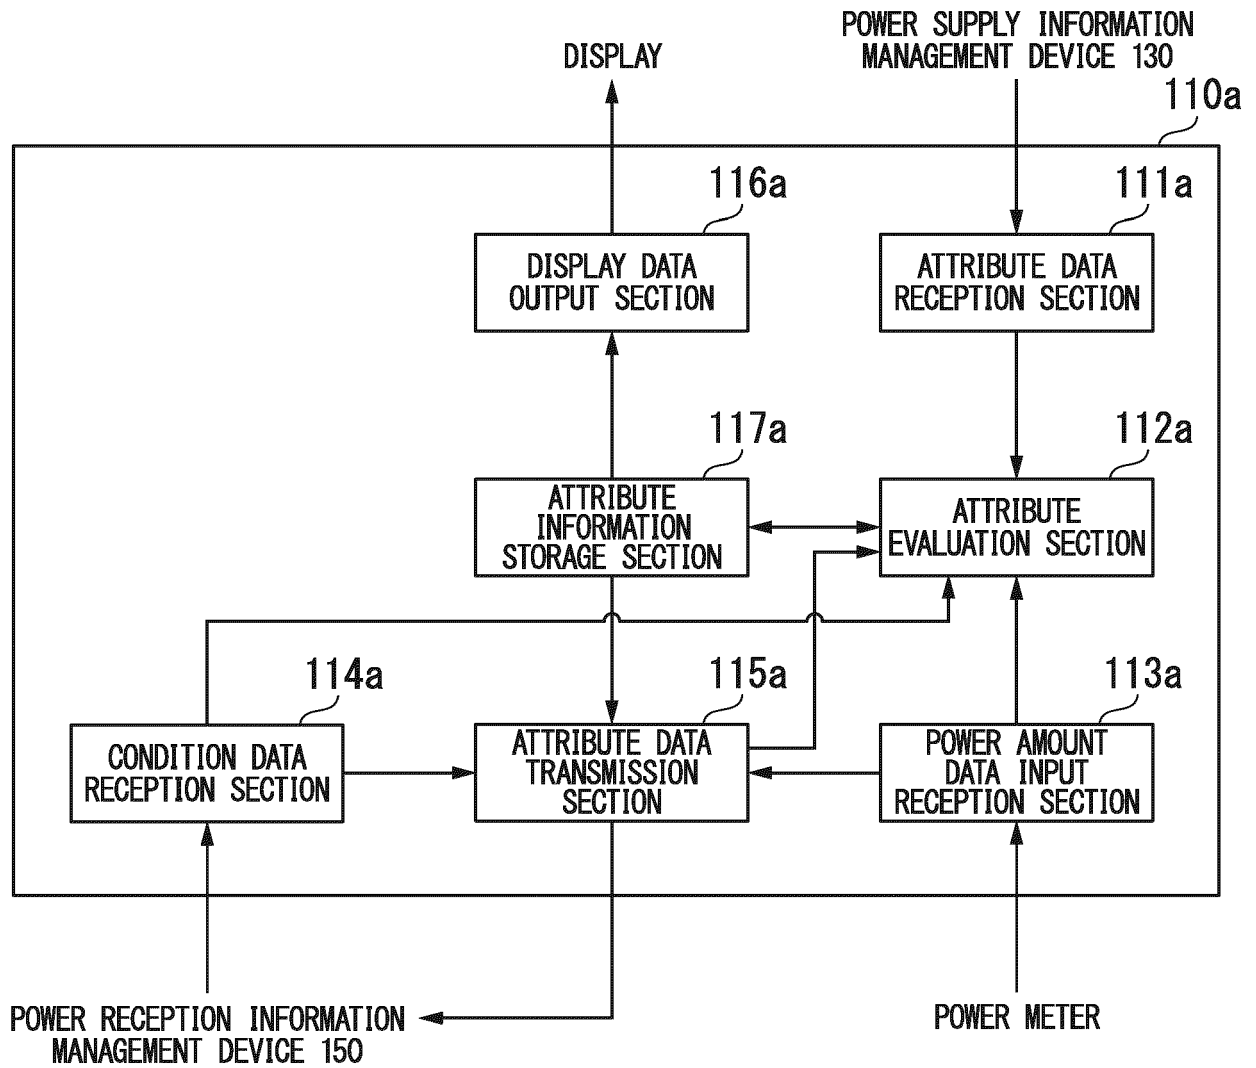 POWER SUPPLY INFORMATION
MANAGEMENT DEVICE 130
DISPLAY
110a
116a
111a
DISPLAY DATA
OUTPUT SECTION
ATTRIBUTE DATA
RECEPTION SECTION
117a
112a
ATTRIBUTE
INFORMATION
STORAGE SECTION
ATTRIBUTE
EVALUATION SECTION
114a
115a
113a
CONDITION DATA
RECEPTION SECTION
ATTRIBUTE DATA
TRANSMISSION
SECTION
POWER AMOUNT
DATA INPUT
RECEPTION SECTION
POWER RECEPTION INFORMATION
MANAGEMENT DEVICE 150
POWER METER